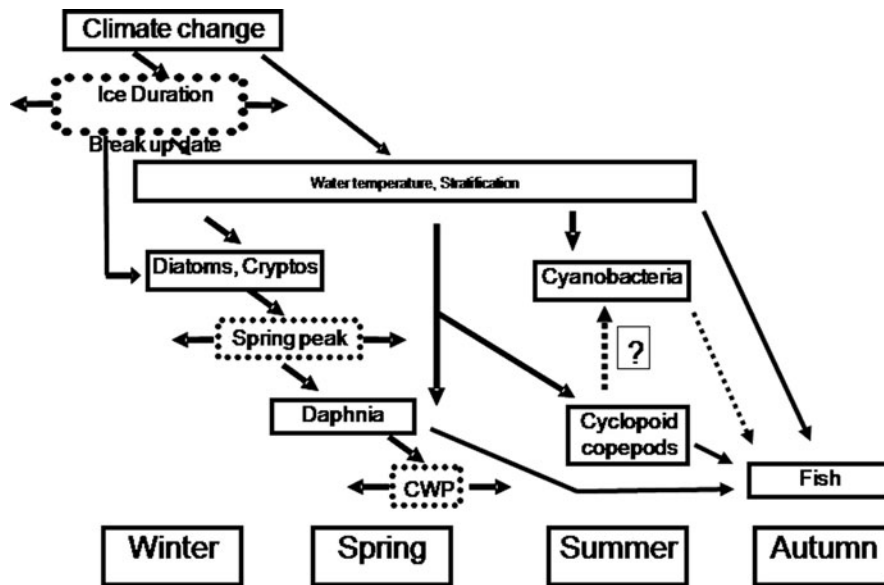 Climate change
Ice Duration
Break up date
Water temperature, Stratification
Diatoms, Cryptos
Cyanobacteria
Spring peak
?
Daphnia
Cyclopoid
copepods
CWP
Fish
Winter
Spring
Summer
Autumn